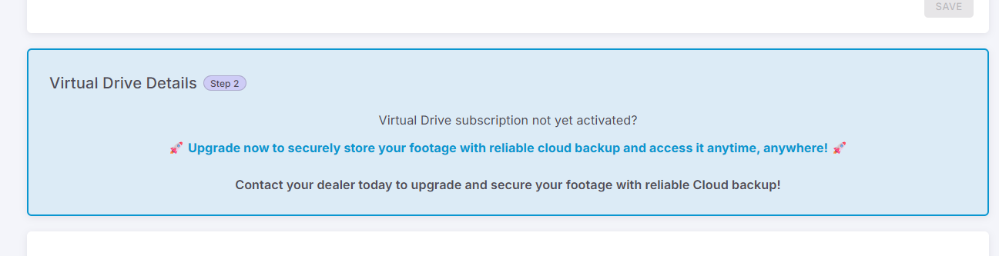 SAVE
Virtual Drive Details Step 2
Virtual Drive subscription not yet activated?
🚀 Upgrade now to securely store your footage with reliable cloud backup and access it anytime, anywhere! 🚀
Contact your dealer today to upgrade and secure your footage with reliable Cloud backup!